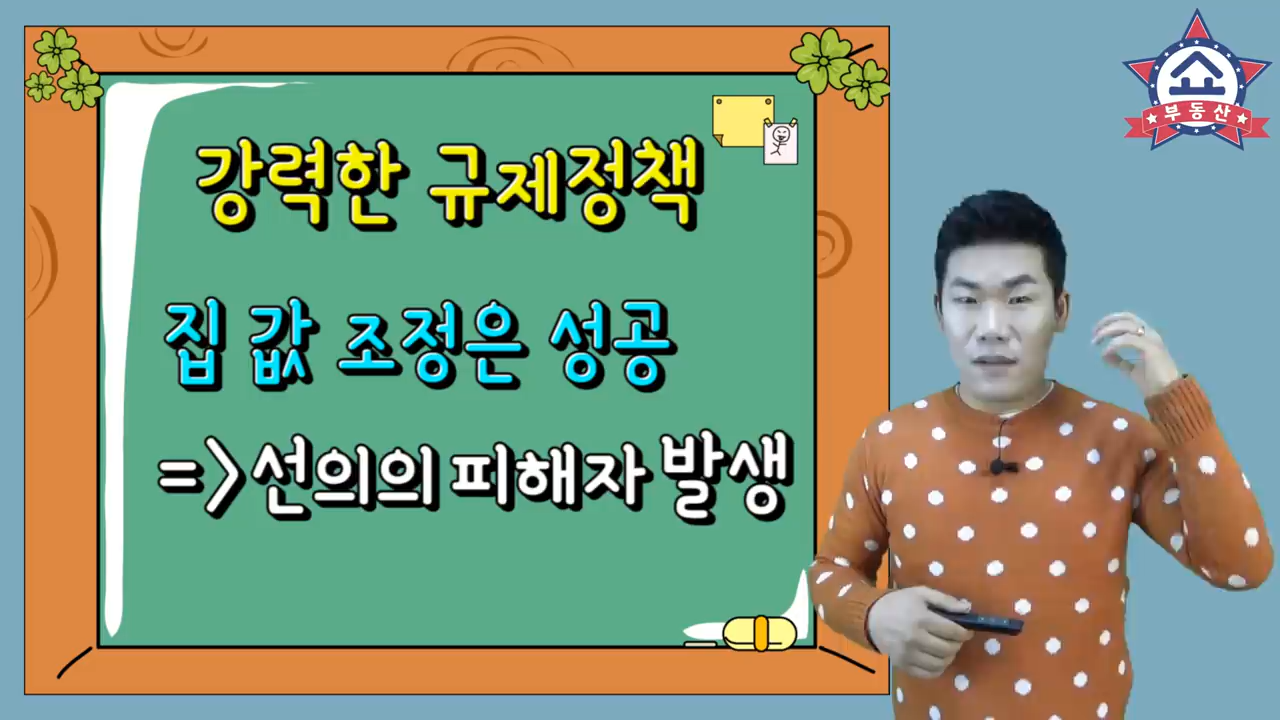 강력한 규제정책
집 값 조정은 성공
=>선의의 피해자 발생
쇼
부동산